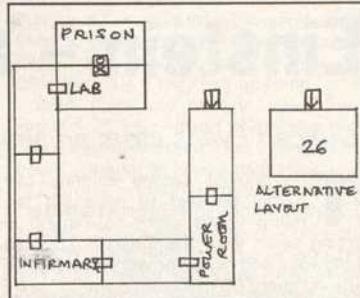 PRISON
LAB
26
ALTERNATIVE
LAYOUT
INFIRMARY
POWER
ROOM